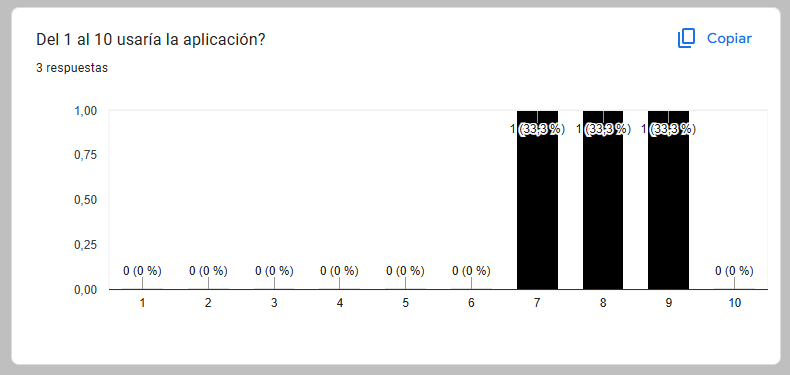 Del 1 al 10 usaría la aplicación?
Copiar
3 respuestas
1,00
0,75
0,50
0,25
0,00
0 (0 %) 0 (0 %) 0 (0 %) 0 (0 %) 0 (0 %) 0 (0 %) 1 (33,3 %) 1 (33,3 %) 1 (33,3 %) 0 (0 %)
1 2 3 4 5 6 7 8 9 10